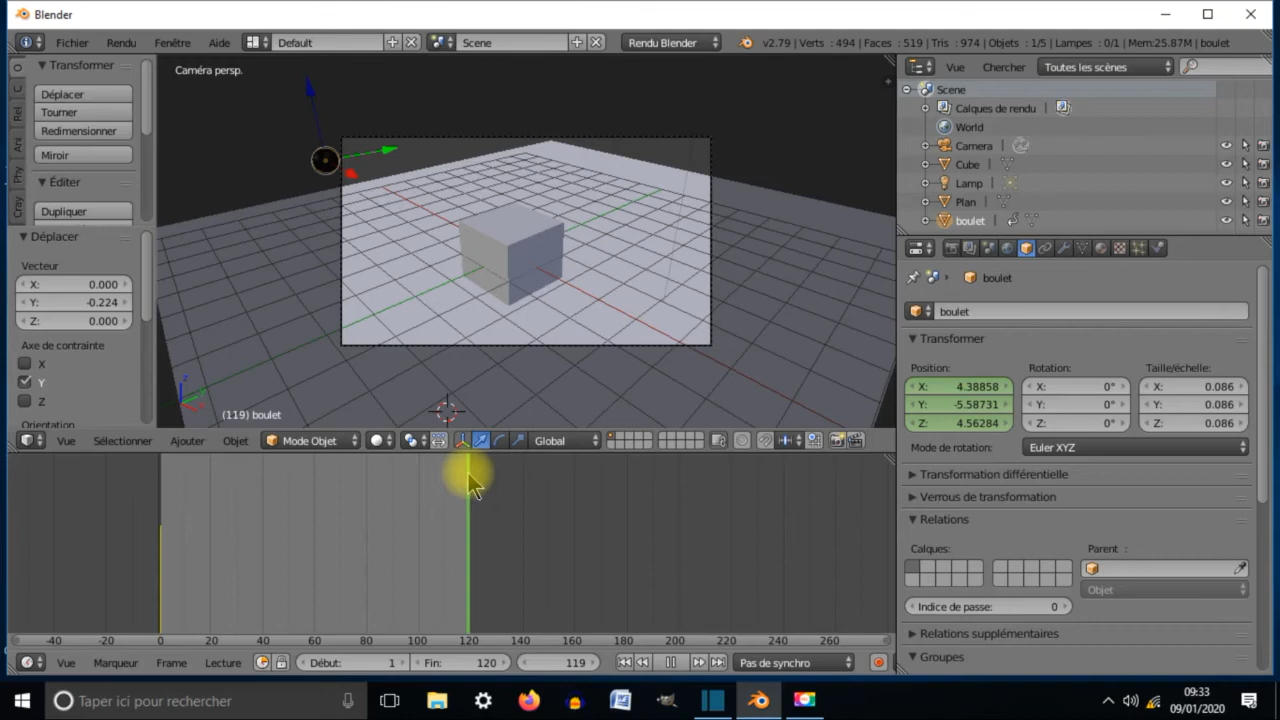 Blender
Fichier Rendu Fenêtre Aide Default Scene Rendu Blender v2.79 | Verts : 494 | Faces : 519 | Tris : 974 | Objets : 1/5 | Lampes : 0/1 | Mem:25.87M | boulet
Transformer
Déplacer
Tourner
Redimensionner
Miroir
Éditer
Dupliquer
Déplacer
Vecteur
X: 0.000
Y: -0.224
Z: 0.000
Axe de contrainte
X
Y
Z
Orientation
O
C
Rel
Ani
Phy
Cray
Caméra persp.
z
y
x
(119) boulet
Vue Sélectionner Ajouter Objet Mode Objet Global
-40 -20 0 20 40 60 80 100 120 140 160 180 200 220 240 260
Vue Marqueur Frame Lecture Début: 1 Fin: 120 119 Pas de synchro
Vue Chercher Toutes les scènes
Scene
Calques de rendu
World
Camera
Cube
Lamp
Plan
boulet
boulet
boulet
Transformer
Position: Rotation: Taille/échelle:
X: 4.38858 X: 0° X: 0.086
Y: -5.58731 Y: 0° Y: 0.086
Z: 4.56284 Z: 0° Z: 0.086
Mode de rotation: Euler XYZ
Transformation différentielle
Verrous de transformation
Relations
Calques: Parent :
Objet
Indice de passe: 0
Relations supplémentaires
Groupes
Taper ici pour rechercher
09:33
09/01/2020